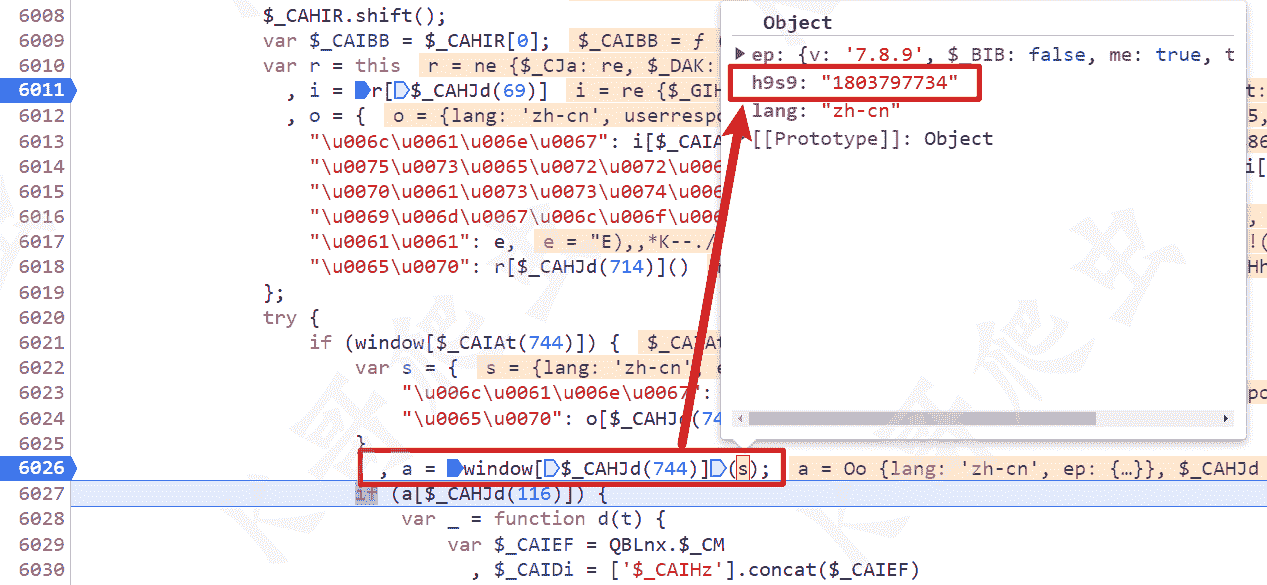 6008 $_CAHIR.shift();
6009 var $_CAIBB = $_CAHIR[0]; $_CAIBB = ƒ (
6010 var r = this r = ne {$_CJa: re, $_DAK:
6011 , i = r[$_CAHJd(69)] i = re {$_GIH t:
6012 , o = { o = {lang: 'zh-cn', userrespo 5,
6013 "\u006c\u0061\u006e\u0067": i[$_CAIA 86
6014 "\u0075\u0073\u0065\u0072\u0072\u006 i[
6015 "\u0070\u0061\u0073\u0073\u0074\u006
6016 "\u0069\u006d\u0067\u006c\u006f\u006 ,
6017 "\u0061\u0061": e, e = "E),,*K--./ !(
6018 "\u0065\u0070": r[$_CAHJd(714)]() Hh
6019 };
6020 try {
6021 if (window[$_CAIAt(744)]) { $_CAIAt
6022 var s = { s = {lang: 'zh-cn', e
6023 "\u006c\u0061\u006e\u0067": po
6024 "\u0065\u0070": o[$_CAHJd(74 C
6025 }
6026 , a = window[$_CAHJd(744)](s); a = Oo {lang: 'zh-cn', ep: {…}}, $_CAHJd
6027 if (a[$_CAHJd(116)]) {
6028 var _ = function d(t) {
6029 var $_CAIEF = QBLnx.$_CM
6030 , $_CAIDi = ['$_CAIHz'].concat($_CAIEF)
Object
ep: {v: '7.8.9', $_BIB: false, me: true, t
h9s9: "1803797734"
lang: "zh-cn"
[[Prototype]]: Object